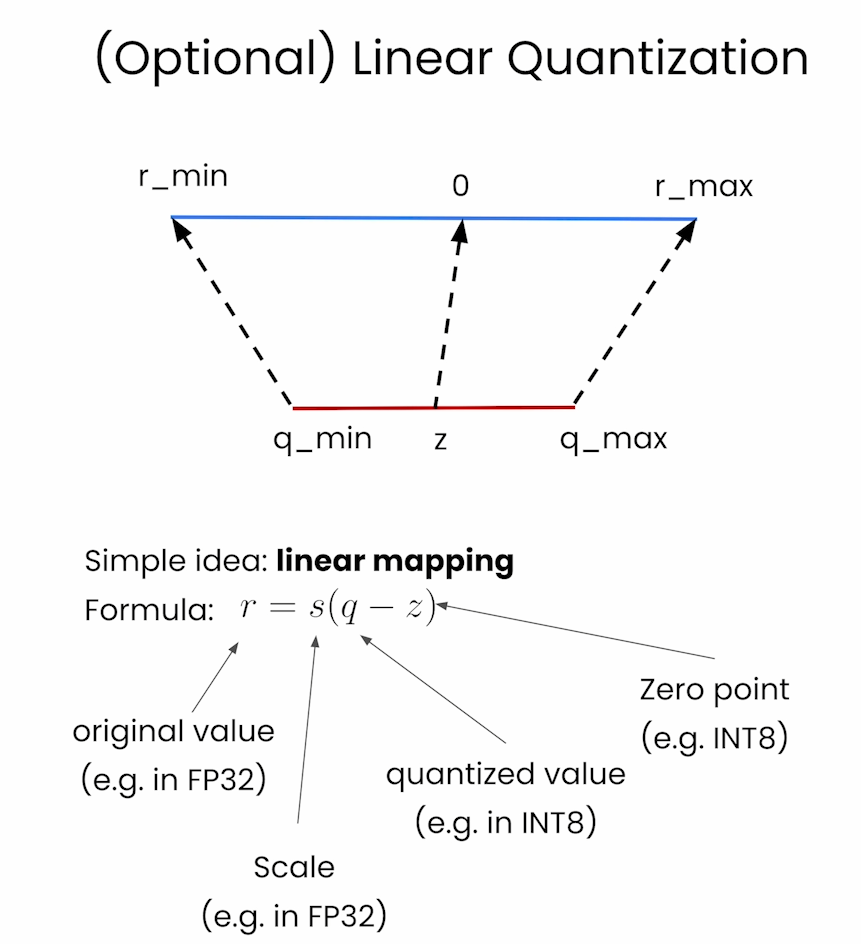 (Optional) Linear Quantization
r_min
0
r_max
q_min
z
q_max
Simple idea: linear mapping
Formula: r = s(q − z)
Zero point
(e.g. INT8)
original value
(e.g. in FP32)
quantized value
(e.g. in INT8)
Scale
(e.g. in FP32)